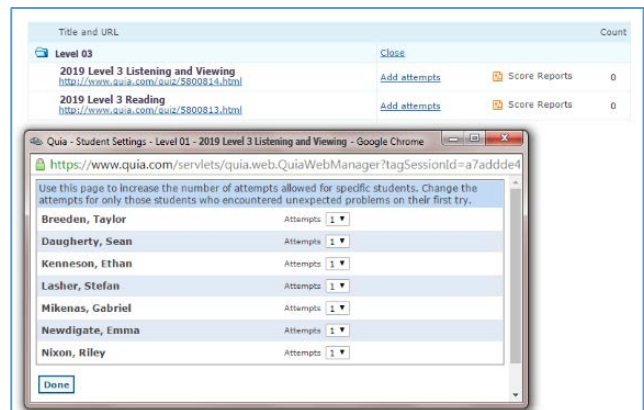 Title and URL Count
Level 03 Close
2019 Level 3 Listening and Viewing
http://www.quia.com/quiz/5800814.html Add attempts Score Reports 0
2019 Level 3 Reading
http://www.quia.com/quiz/5800813.html Add attempts Score Reports 0
Quia - Student Settings - Level 01 - 2019 Level 3 Listening and Viewing - Google Chrome
https://www.quia.com/servlets/quia.web.QuiaWebManager?tagSessionId=a7addde4
Use this page to increase the number of attempts allowed for specific students. Change the
attempts for only those students who encountered unexpected problems on their first try.
Breeden, Taylor Attempts 1
Daugherty, Sean Attempts 1
Kenneson, Ethan Attempts 1
Lasher, Stefan Attempts 1
Mikenas, Gabriel Attempts 1
Newdigate, Emma Attempts 1
Nixon, Riley Attempts 1
Done